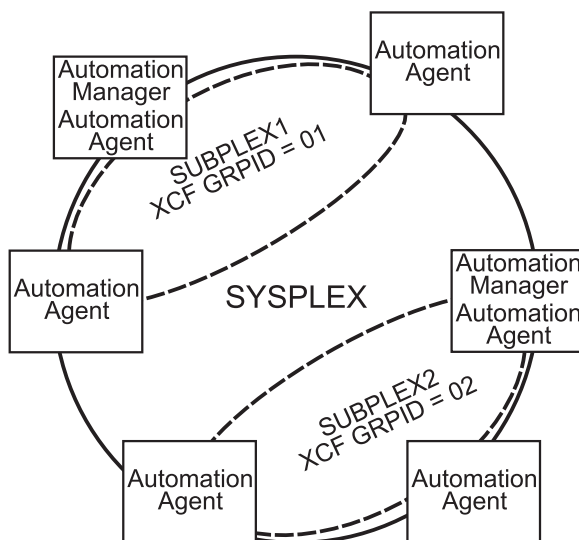 Automation
Agent
Automation
Manager
Automation
Agent
SUBPLEX1
XCF GRPID = 01
Automation
Agent
SYSPLEX
Automation
Manager
Automation
Agent
SUBPLEX2
XCF GRPID = 02
Automation
Agent
Automation
Agent